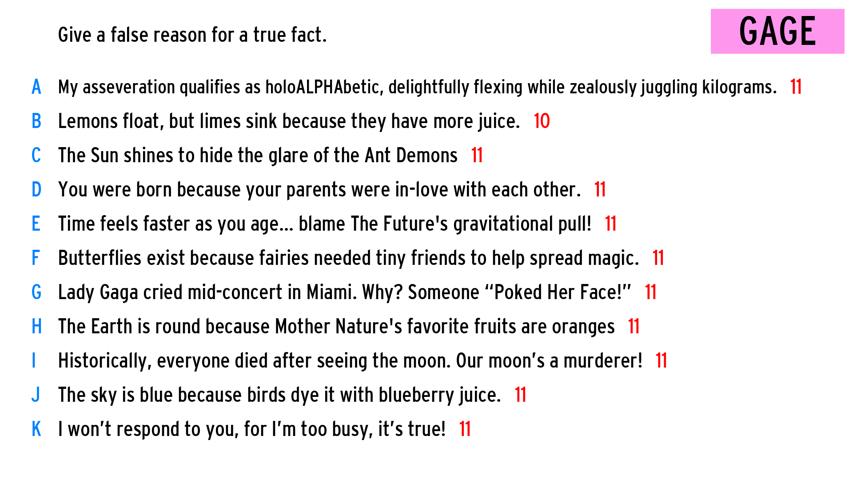 Give a false reason for a true fact.
GAGE
A My asseveration qualifies as holoALPHAbetic, delightfully flexing while zealously juggling kilograms. 11
B Lemons float, but limes sink because they have more juice. 10
C The Sun shines to hide the glare of the Ant Demons 11
D You were born because your parents were in-love with each other. 11
E Time feels faster as you age... blame The Future's gravitational pull! 11
F Butterflies exist because fairies needed tiny friends to help spread magic. 11
G Lady Gaga cried mid-concert in Miami. Why? Someone “Poked Her Face!” 11
H The Earth is round because Mother Nature's favorite fruits are oranges 11
I Historically, everyone died after seeing the moon. Our moon’s a murderer! 11
J The sky is blue because birds dye it with blueberry juice. 11
K I won’t respond to you, for I’m too busy, it’s true! 11